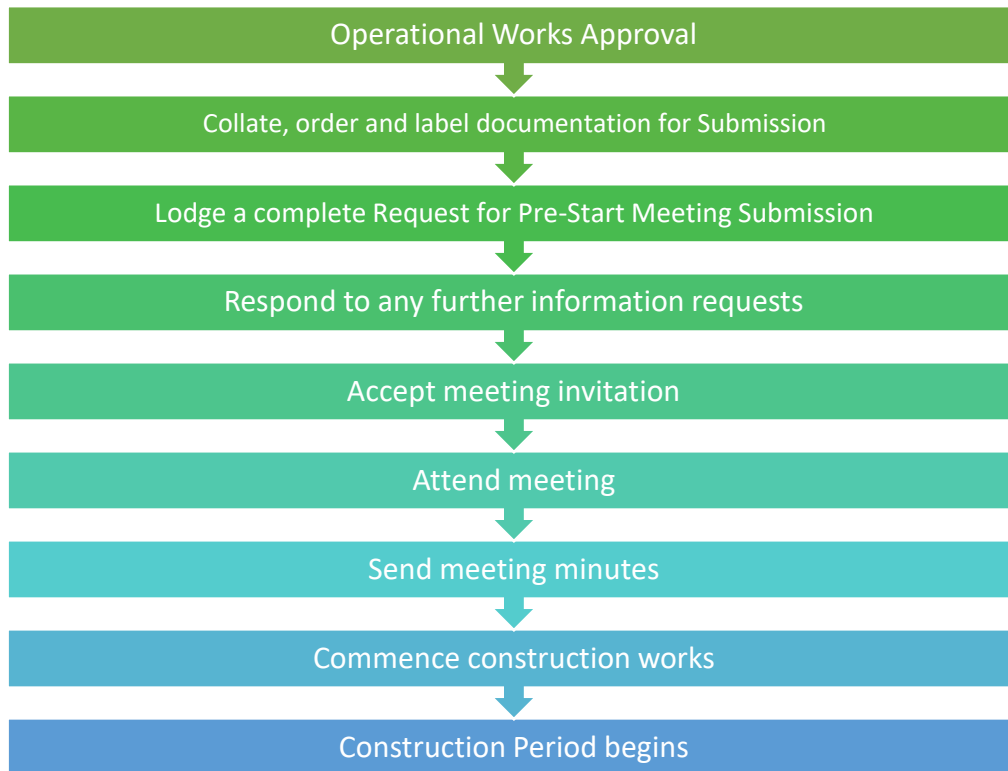 Operational Works Approval
Collate, order and label documentation for Submission
Lodge a complete Request for Pre-Start Meeting Submission
Respond to any further information requests
Accept meeting invitation
Attend meeting
Send meeting minutes
Commence construction works
Construction Period begins